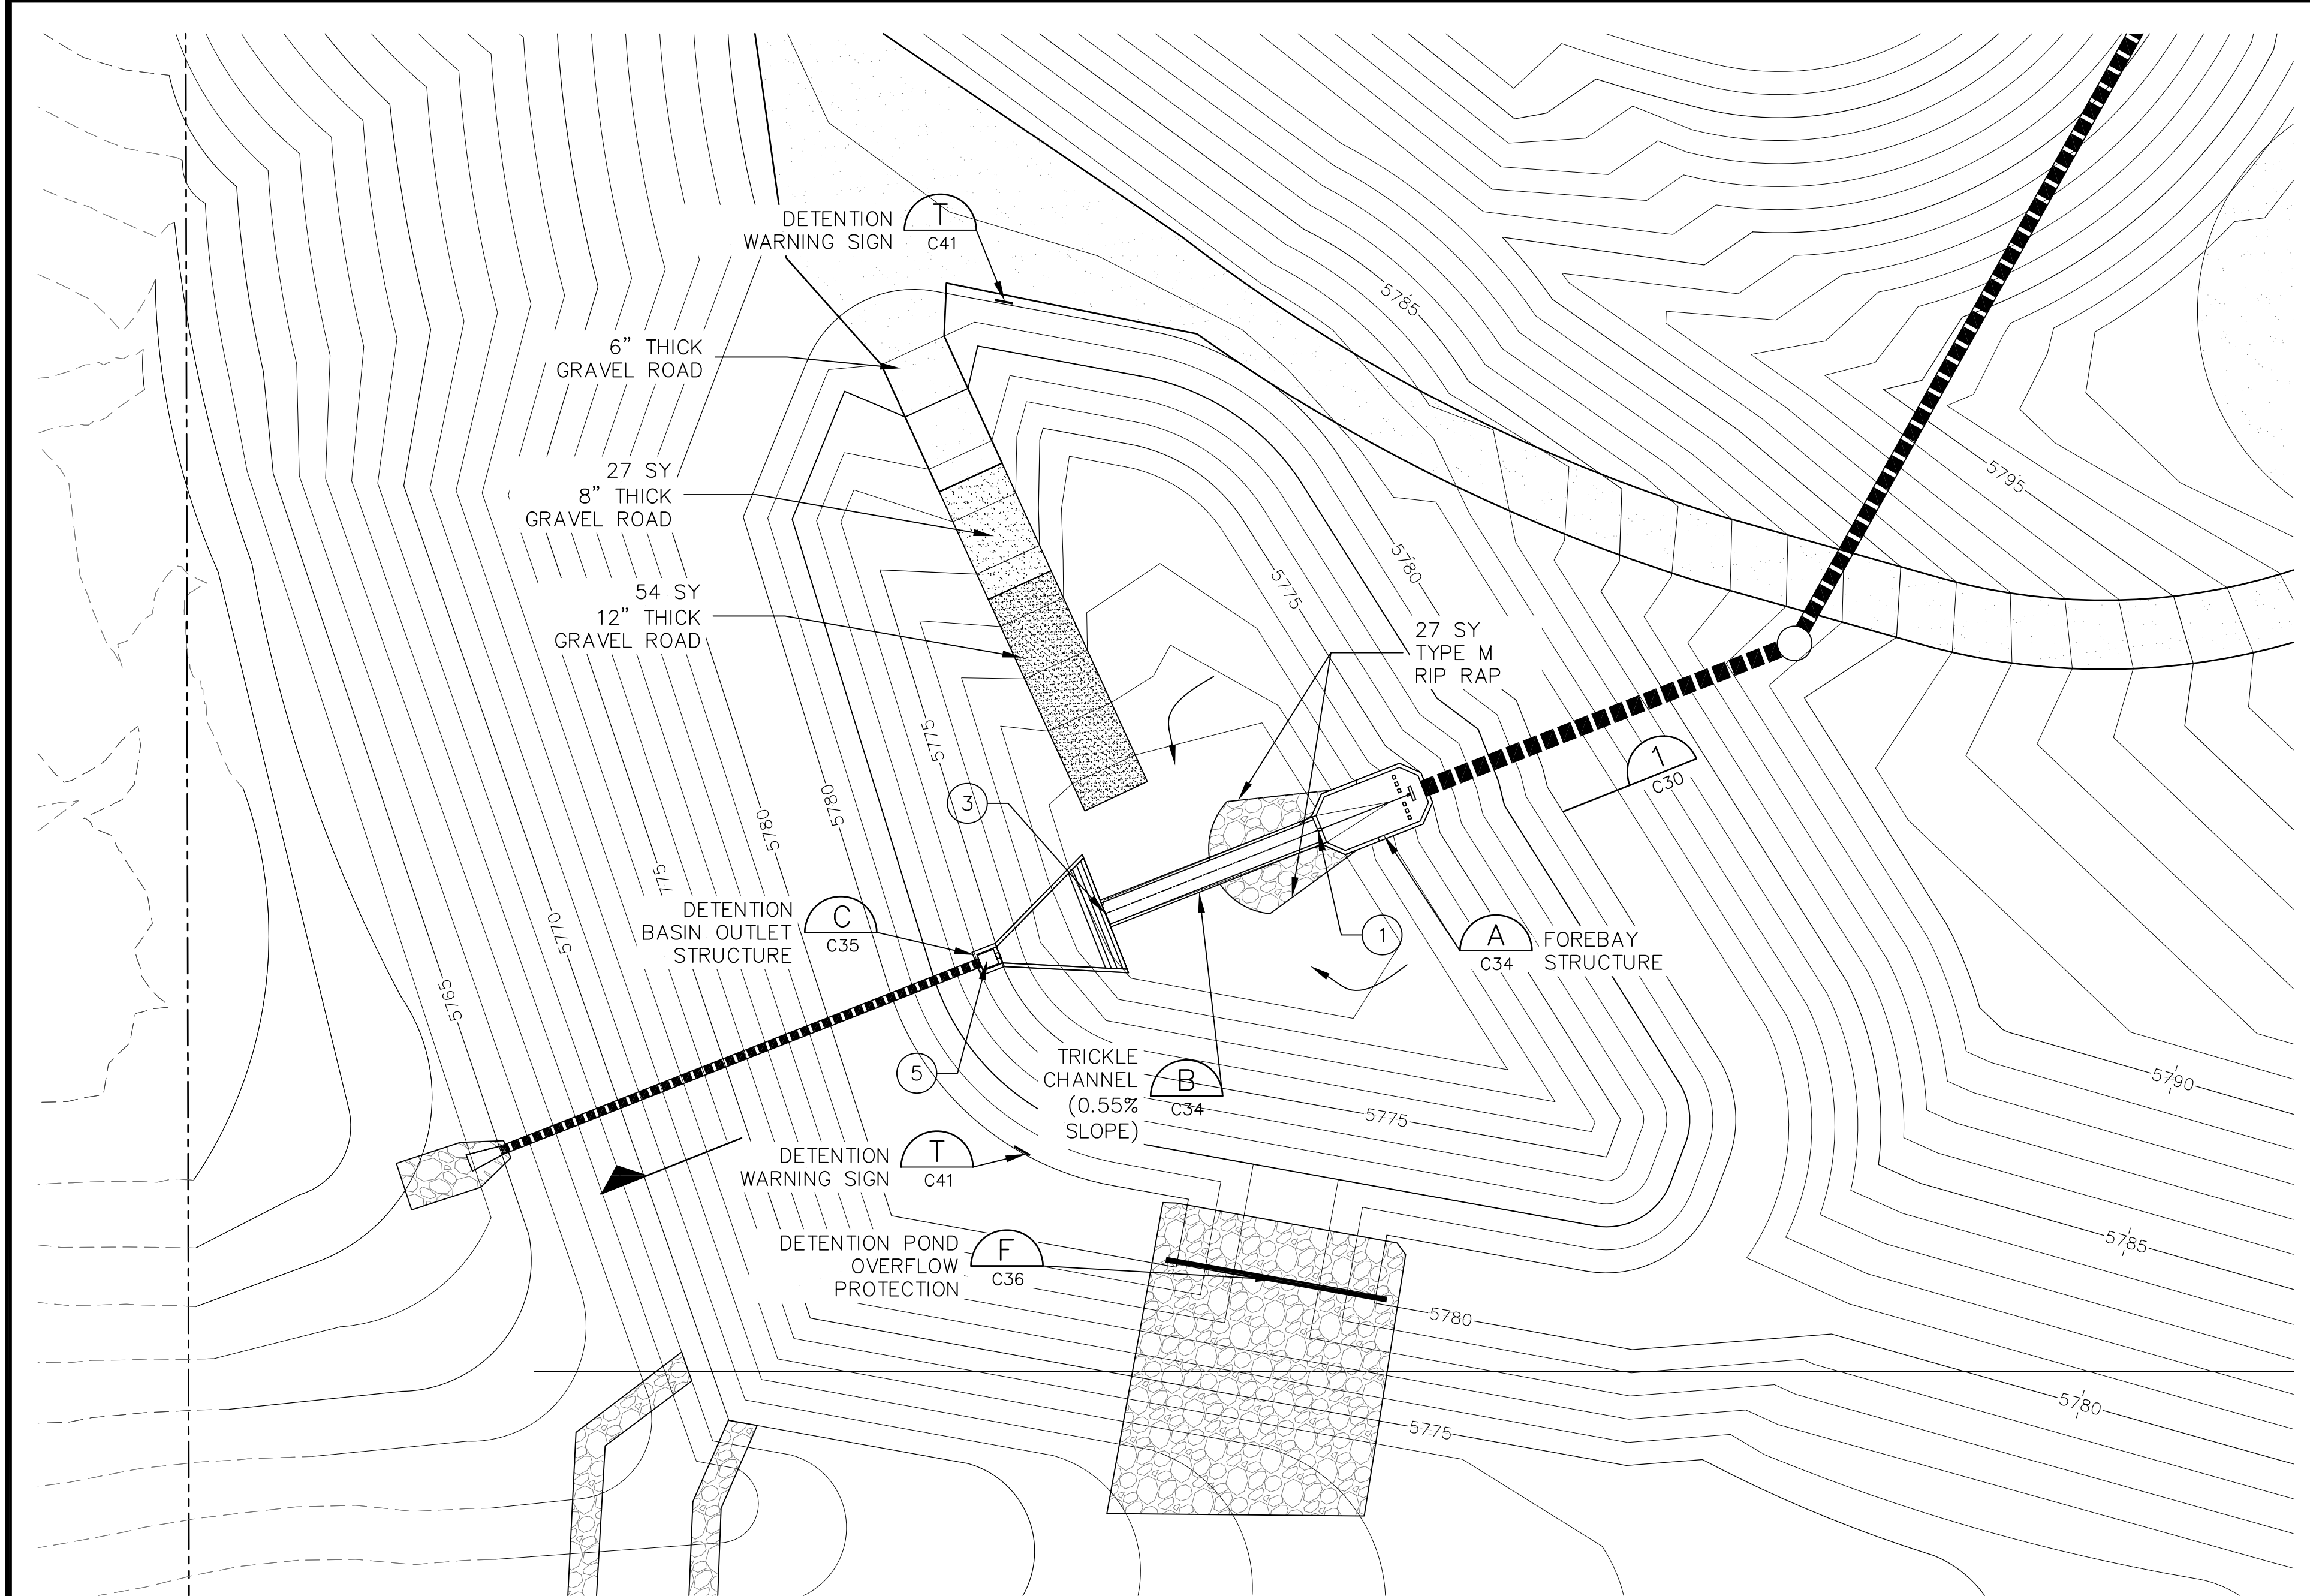 DETENTION
WARNING SIGN
T
C41
5785
6” THICK
GRAVEL ROAD
27 SY
8” THICK
GRAVEL ROAD
5795
5780
5775
54 SY
12” THICK
GRAVEL ROAD
27 SY
TYPE M
RIP RAP
5775
1
C30
3
5780
5780
775
DETENTION
BASIN OUTLET
STRUCTURE
C
C35
5770
1
A
C34
FOREBAY
STRUCTURE
5765
5
TRICKLE
CHANNEL
(0.55%
SLOPE)
B
C34
5775
5790
DETENTION
WARNING SIGN
T
C41
DETENTION POND
OVERFLOW
PROTECTION
F
C36
5785
5780
5780
5775